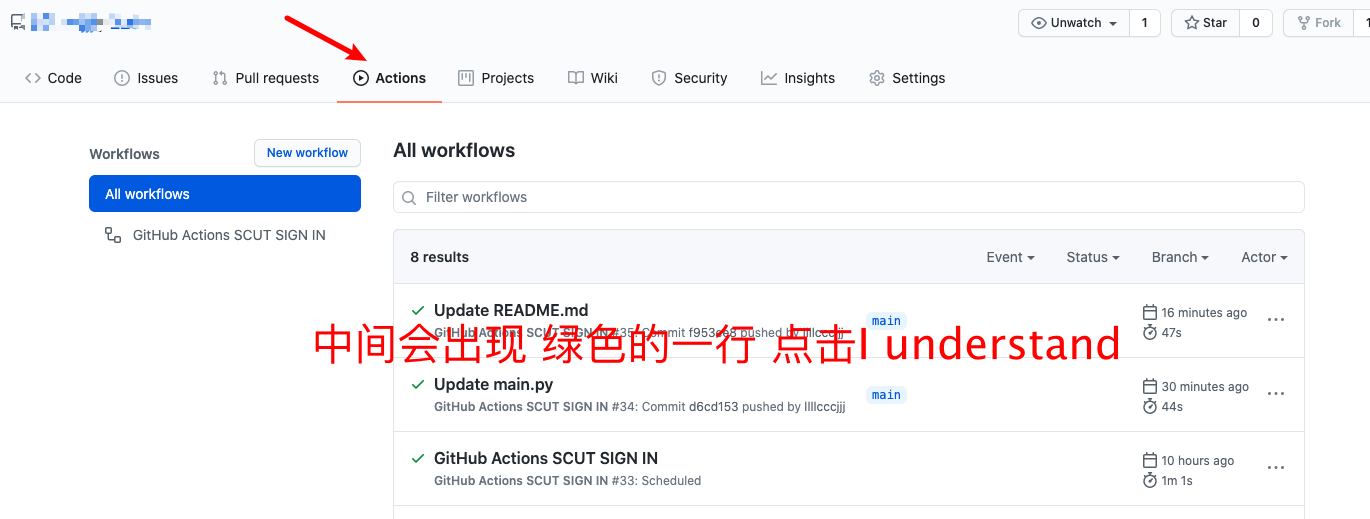 Unwatch 1 Star 0 Fork 1
Code Issues Pull requests Actions Projects Wiki Security Insights Settings
Workflows New workflow
All workflows
GitHub Actions SCUT SIGN IN
All workflows
Filter workflows
8 results Event Status Branch Actor
Update README.md
main
16 minutes ago
GitHub Actions SCUT SIGN IN #35: Commit f953ee8 pushed by llllcccjjj
47s
中间会出现 绿色的一行 点击I understand
Update main.py
main
30 minutes ago
GitHub Actions SCUT SIGN IN #34: Commit d6cd153 pushed by llllcccjjj
44s
GitHub Actions SCUT SIGN IN
10 hours ago
GitHub Actions SCUT SIGN IN #33: Scheduled
1m 1s